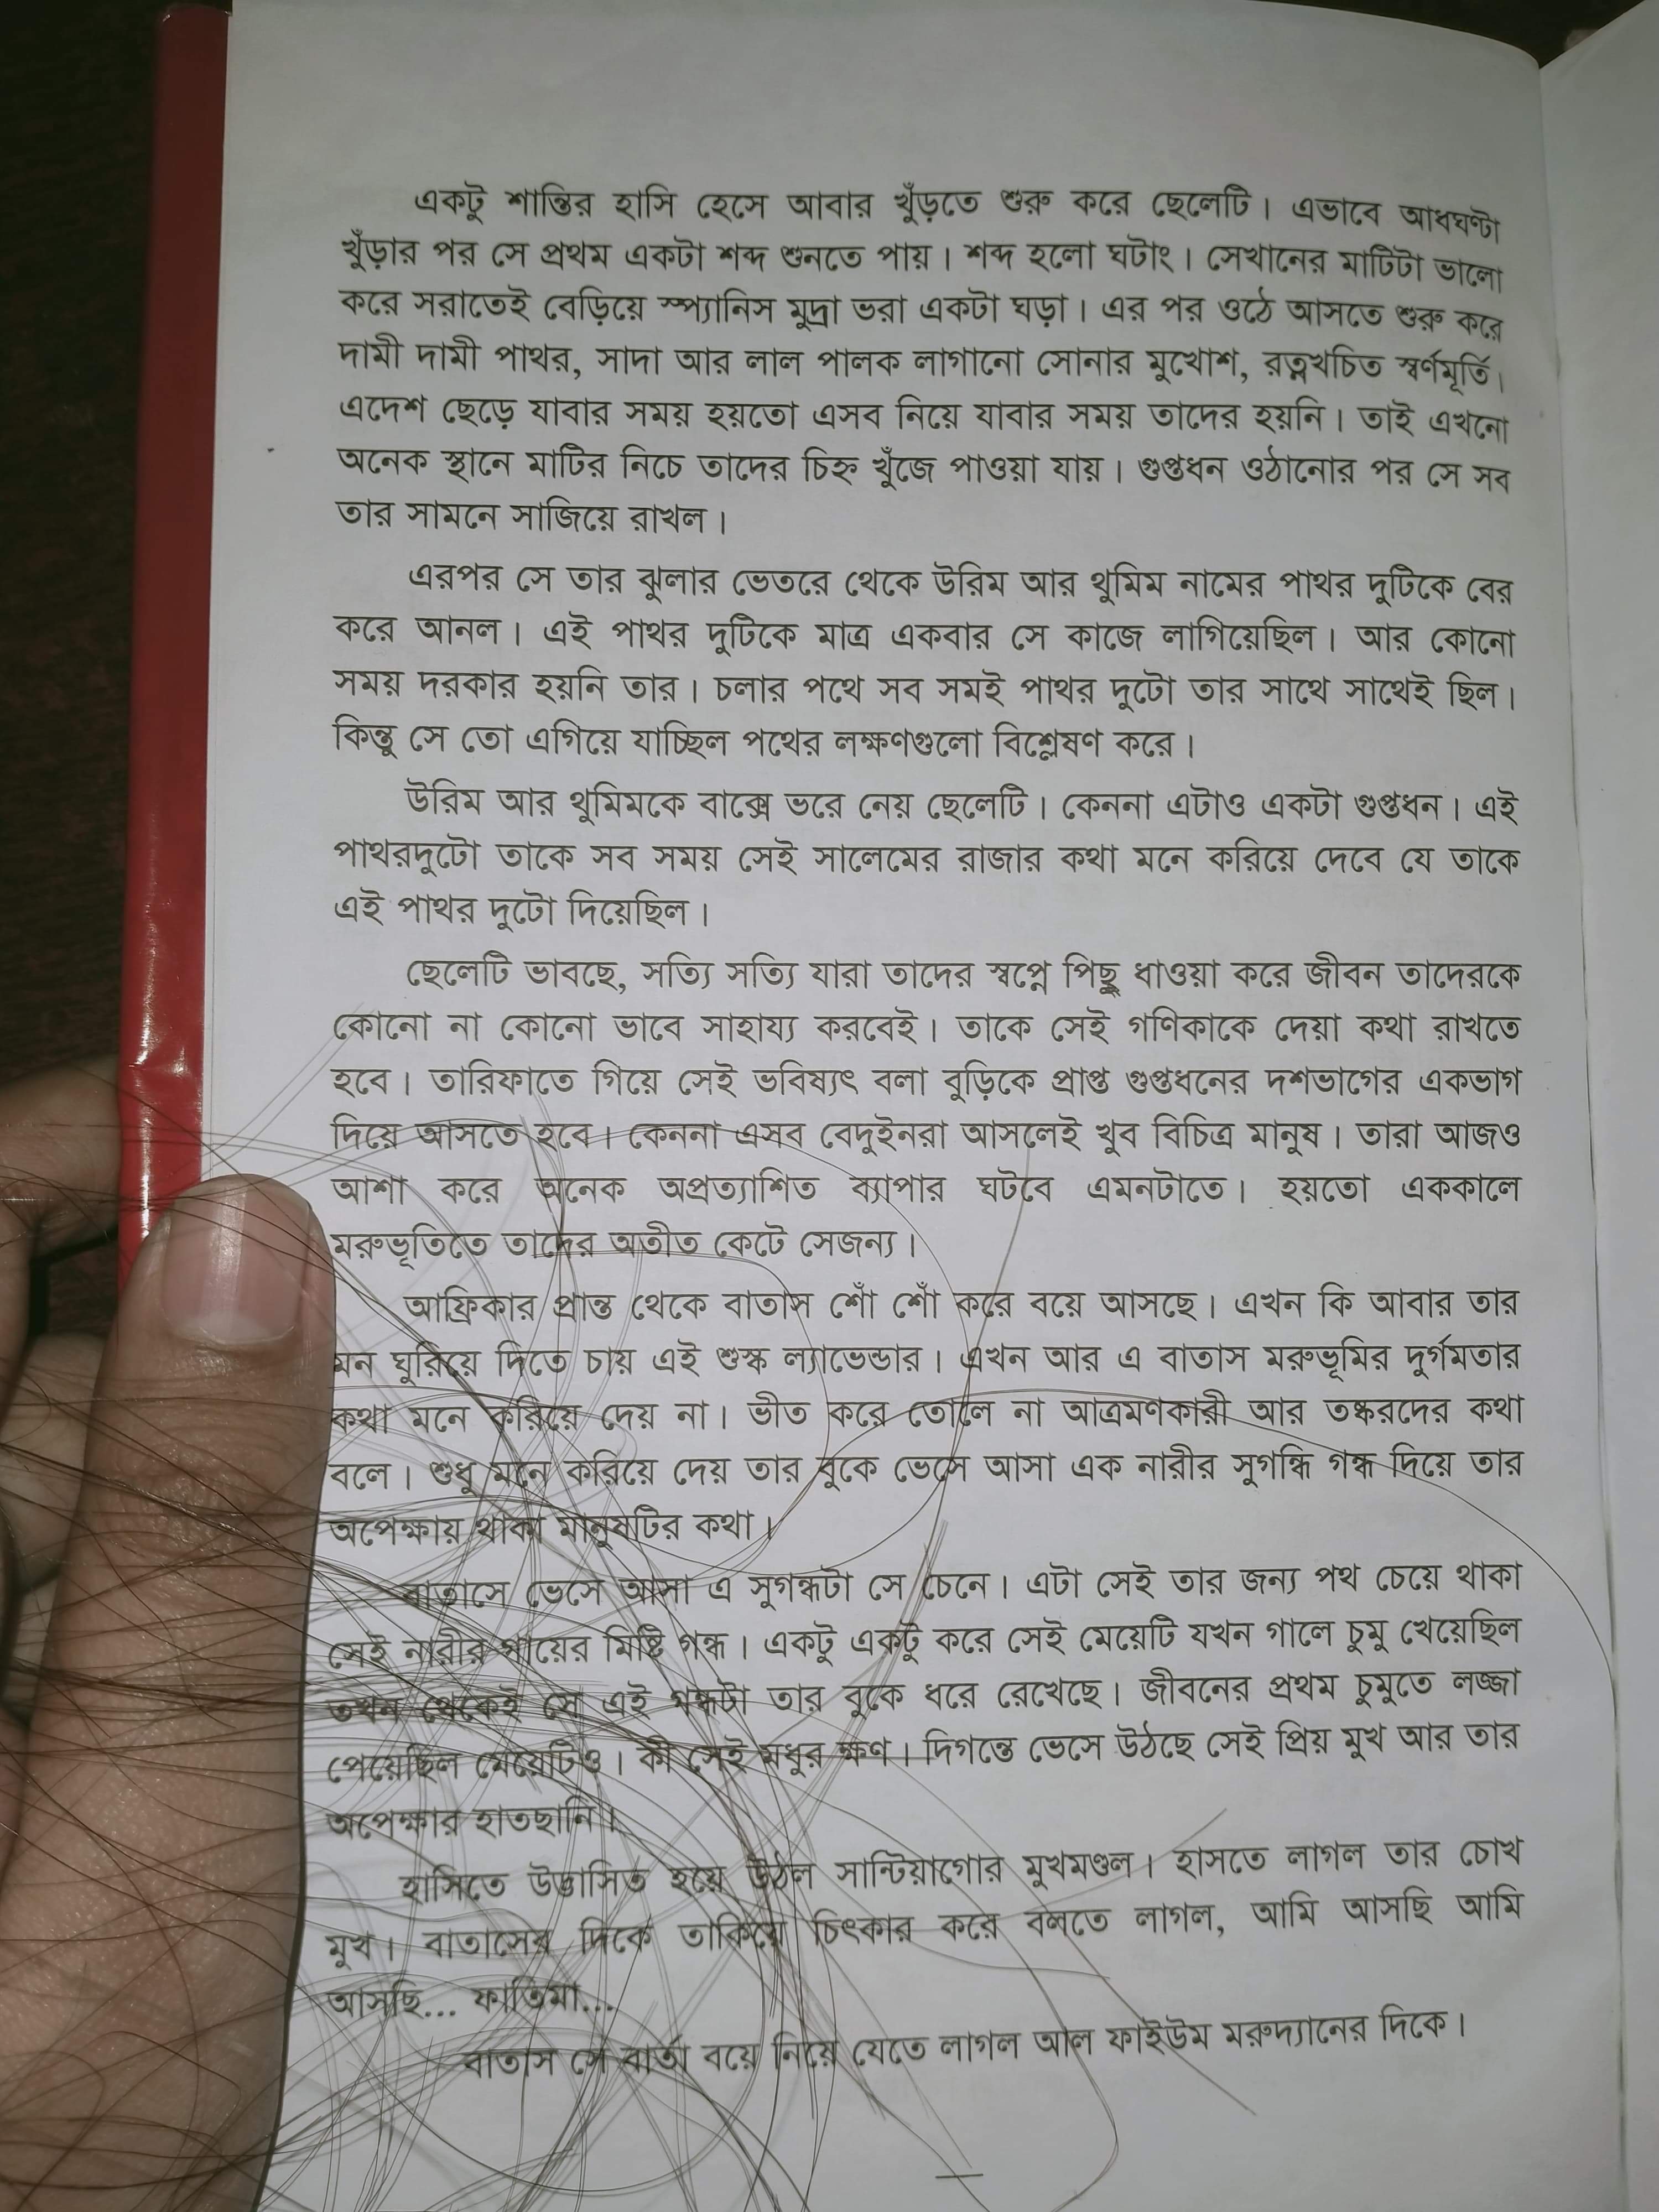 একটু শান্তির হাসি হেসে আবার খুঁড়তে শুরু করে ছেলেটি। এভাবে আধঘণ্টা
খুঁড়ার পর সে প্রথম একটা শব্দ শুনতে পায়। শব্দ হলো ঘটাং। সেখানের মাটিটা ভালো
করে সরাতেই বেড়িয়ে স্প্যানিস মুদ্রা ভরা একটা ঘড়া। এর পর ওঠে আসতে শুরু করে
দামী দামী পাথর, সাদা আর লাল পালক লাগানো সোনার মুখোশ, রত্নখচিত স্বর্ণমূর্তি।
এদেশ ছেড়ে যাবার সময় হয়তো এসব নিয়ে যাবার সময় তাদের হয়নি। তাই এখনো
অনেক স্থানে মাটির নিচে তাদের চিহ্ন খুঁজে পাওয়া যায়। গুপ্তধন ওঠানোর পর সে সব
তার সামনে সাজিয়ে রাখল।
এরপর সে তার ঝুলার ভেতরে থেকে উরিম আর থুমিম নামের পাথর দুটিকে বের
করে আনল। এই পাথর দুটিকে মাত্র একবার সে কাজে লাগিয়েছিল। আর কোনো
সময় দরকার হয়নি তার। চলার পথে সব সমই পাথর দুটো তার সাথে সাথেই ছিল।
কিন্তু সে তো এগিয়ে যাচ্ছিল পথের লক্ষণগুলো বিশ্লেষণ করে।
উরিম আর থুমিমকে বাক্সে ভরে নেয় ছেলেটি। কেননা এটাও একটা গুপ্তধন। এই
পাথরদুটো তাকে সব সময় সেই সালেমের রাজার কথা মনে করিয়ে দেবে যে তাকে
এই পাথর দুটো দিয়েছিল।
ছেলেটি ভাবছে, সত্যি সত্যি যারা তাদের স্বপ্নে পিছু ধাওয়া করে জীবন তাদেরকে
কোনো না কোনো ভাবে সাহায্য করবেই। তাকে সেই গণিকাকে দেয়া কথা রাখতে
হবে। তারিফাতে গিয়ে সেই ভবিষ্যৎ বলা বুড়িকে প্রাপ্ত গুপ্তধনের দশভাগের একভাগ
দিয়ে আসতে হবে। কেননা এসব বেদুইনরা আসলেই খুব বিচিত্র মানুষ। তারা আজও
আশা করে অনেক অপ্রত্যাশিত ব্যাপার ঘটবে এমনটাতে। হয়তো এককালে
মরুভূতিতে তাদের অতীত কেটে সেজন্য।
আফ্রিকার প্রান্ত থেকে বাতাস শোঁ শোঁ করে বয়ে আসছে। এখন কি আবার তার
মন ঘুরিয়ে দিতে চায় এই শুস্ক ল্যাভেন্ডার। এখন আর এ বাতাস মরুভূমির দুর্গমতার
কথা মনে করিয়ে দেয় না। ভীত করে তোলে না আত্রমণকারী আর তস্করদের কথা
বলে। শুধু মনে করিয়ে দেয় তার বুকে ভেসে আসা এক নারীর সুগন্ধি গন্ধ দিয়ে তার
অপেক্ষায় থাকা মানুষটির কথা।
বাতাসে ভেসে আসা এ সুগন্ধটা সে চেনে। এটা সেই তার জন্য পথ চেয়ে থাকা
সেই নারীর গায়ের মিষ্টি গন্ধ। একটু একটু করে সেই মেয়েটি যখন গালে চুমু খেয়েছিল
তখন থেকেই সে এই গন্ধটা তার বুকে ধরে রেখেছে। জীবনের প্রথম চুমুতে লজ্জা
পেয়েছিল মেয়েটিও। কী সেই মধুর ক্ষণ। দিগন্তে ভেসে উঠছে সেই প্রিয় মুখ আর তার
অপেক্ষার হাতছানি।
হাসিতে উদ্ভাসিত হয়ে উঠল সান্টিয়াগোর মুখমণ্ডল। হাসতে লাগল তার চোখ
মুখ। বাতাসের দিকে তাকিয়ে চিৎকার করে বলতে লাগল, আমি আসছি আমি
আসছি... ফাতিমা...
বাতাস সে বার্তা বয়ে নিয়ে যেতে লাগল আল ফাইউম মরুদ্যানের দিকে।